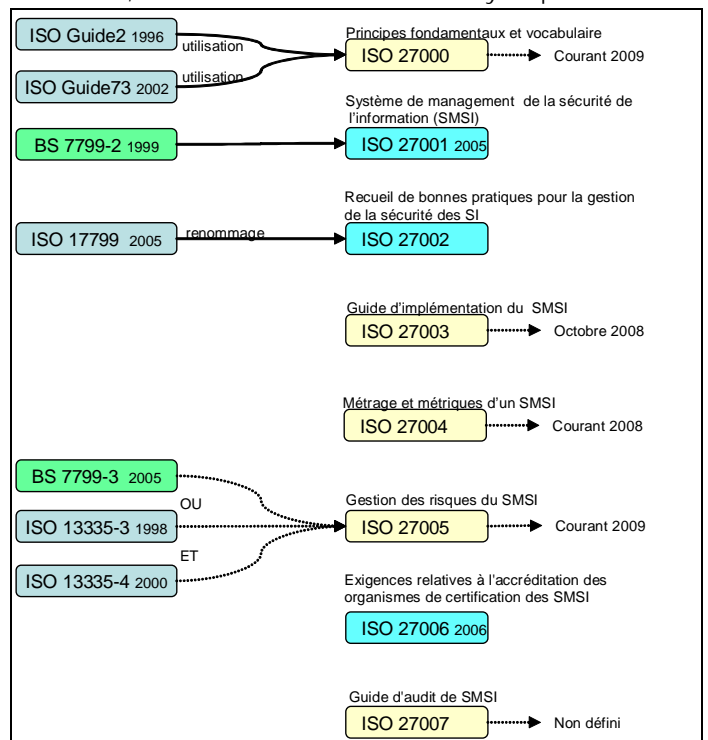 ISO Guide2 1996
utilisation
Principes fondamentaux et vocabulaire
ISO 27000
Courant 2009
ISO Guide73 2002
utilisation
Système de management de la sécurité de
l'information (SMSI)
BS 7799-2 1999
ISO 27001 2005
Recueil de bonnes pratiques pour la gestion
de la sécurité des SI
ISO 17799 2005
renommage
ISO 27002
Guide d'implémentation du SMSI
ISO 27003
Octobre 2008
Métrage et métriques d'un SMSI
ISO 27004
Courant 2008
BS 7799-3 2005
OU
Gestion des risques du SMSI
ISO 13335-3 1998
ISO 27005
Courant 2009
ET
ISO 13335-4 2000
Exigences relatives à l'accréditation des
organismes de certification des SMSI
ISO 27006 2006
Guide d'audit de SMSI
ISO 27007
Non défini